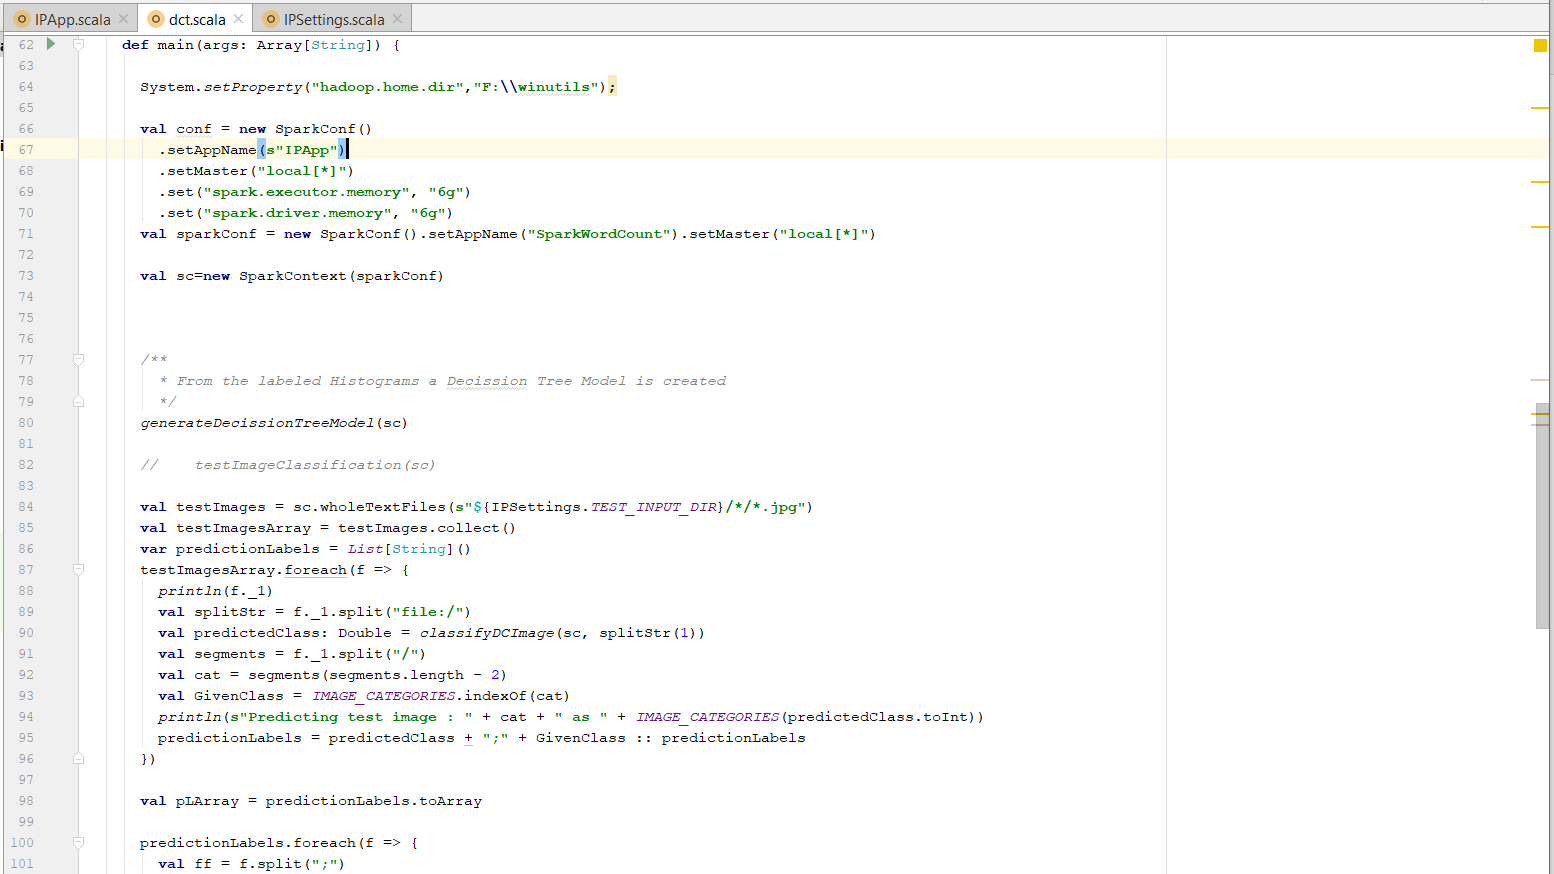 IPApp.scala dct.scala IPSettings.scala
62 def main(args: Array[String]) {
63
64 System.setProperty("hadoop.home.dir","F:\\winutils");
65
66 val conf = new SparkConf()
67 .setAppName(s"IPApp")
68 .setMaster("local[*]")
69 .set("spark.executor.memory", "6g")
70 .set("spark.driver.memory", "6g")
71 val sparkConf = new SparkConf().setAppName("SparkWordCount").setMaster("local[*]")
72
73 val sc=new SparkContext(sparkConf)
74
75
76
77 /**
78 * From the labeled Histograms a Decission Tree Model is created
79 */
80 generateDecissionTreeModel(sc)
81
82 // testImageClassification(sc)
83
84 val testImages = sc.wholeTextFiles(s"${IPSettings.TEST_INPUT_DIR}/*/*.jpg")
85 val testImagesArray = testImages.collect()
86 var predictionLabels = List[String]()
87 testImagesArray.foreach(f => {
88 println(f._1)
89 val splitStr = f._1.split("file:/")
90 val predictedClass: Double = classifyDCImage(sc, splitStr(1))
91 val segments = f._1.split("/")
92 val cat = segments(segments.length - 2)
93 val GivenClass = IMAGE_CATEGORIES.indexOf(cat)
94 println(s"Predicting test image : " + cat + " as " + IMAGE_CATEGORIES(predictedClass.toInt))
95 predictionLabels = predictedClass + ";" + GivenClass :: predictionLabels
96 })
97
98 val pLArray = predictionLabels.toArray
99
100 predictionLabels.foreach(f => {
101 val ff = f.split(";")